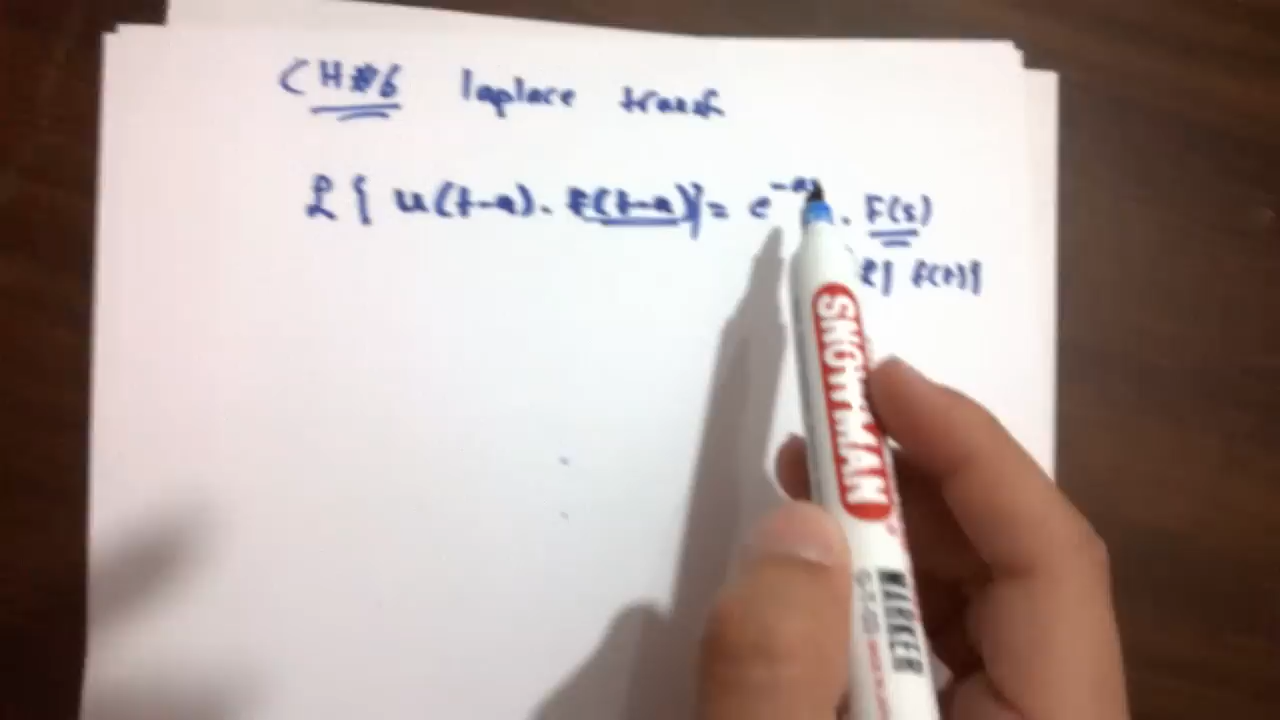 CH#6 laplace transf
£{ u(t-a). f(t-a)}= e^-as . F(s)
£{ f(t)}
SNOWMAN
MARKER